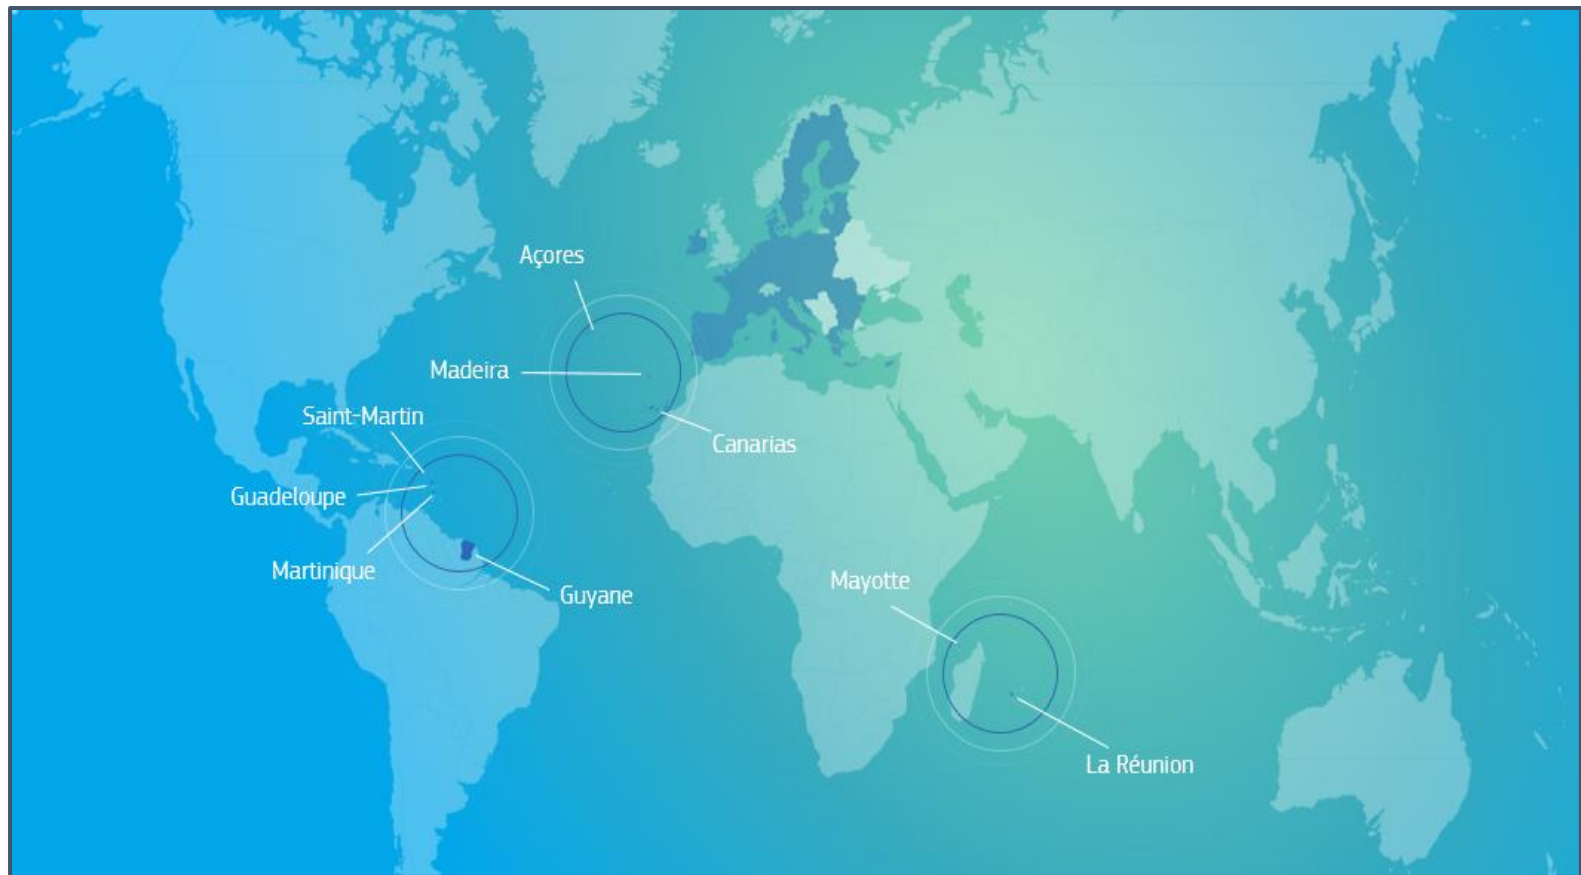 Açores
Madeira
Saint-Martin
Canarias
Guadeloupe
Martinique
Mayotte
Guyane
La Réunion